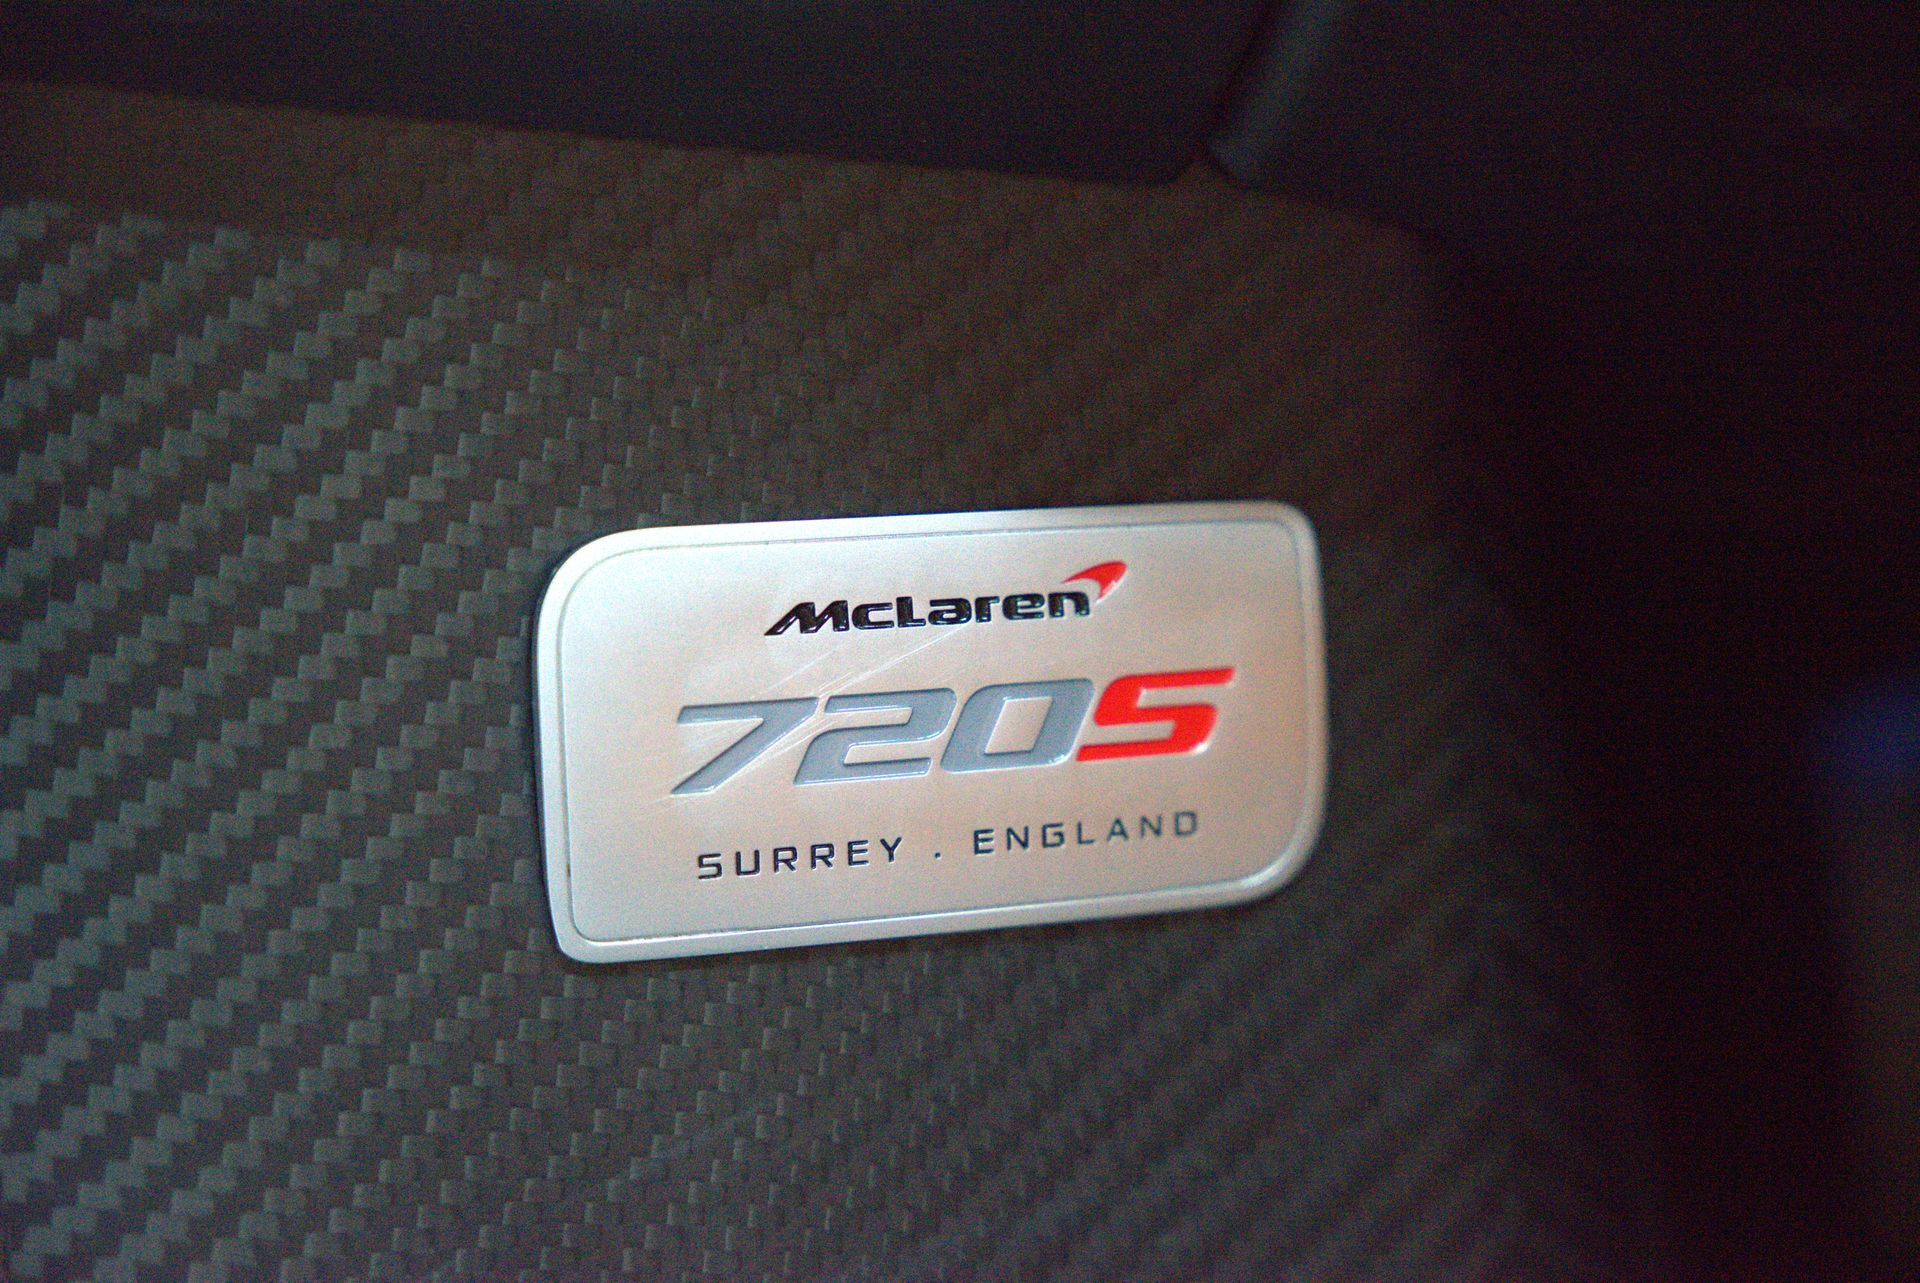 McLaren
720S
SURREY . ENGLAND